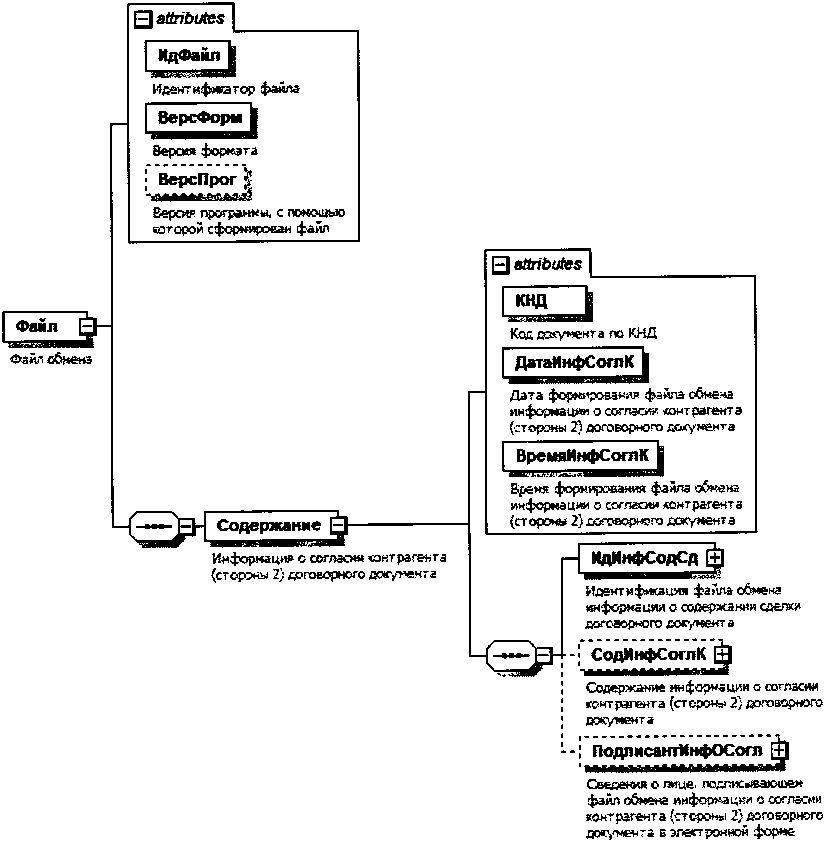 attributes
ИдФайл
Идентификатор файла
ВерсФорм
Версия формата
ВерсПрог
Версия программы, с помощью
которой сформирован файл
Файл
Файл обмена
attributes
КНД
Код документа по КНД
ДатаИнфСоглК
Дата формирования файла обмена
информации о согласии контрагента
(стороны 2) договорного документа
ВремяИнфСоглК
Время формирования файла обмена
информации о согласии контрагента
(стороны 2) договорного документа
Содержание
Информация о согласии контрагента
(стороны 2) договорного документа
ИдИнфСодСд
Идентификация файла обмена
информации о содержании сделки
договорного документа
СодИнфСоглК
Содержание информации о согласии
контрагента (стороны 2) договорного
документа
ПодписантИнфОСогл
Сведения о лице, подписывающем
файл обмена информации о согласии
контрагента (стороны 2) договорного
документа в электронной форме